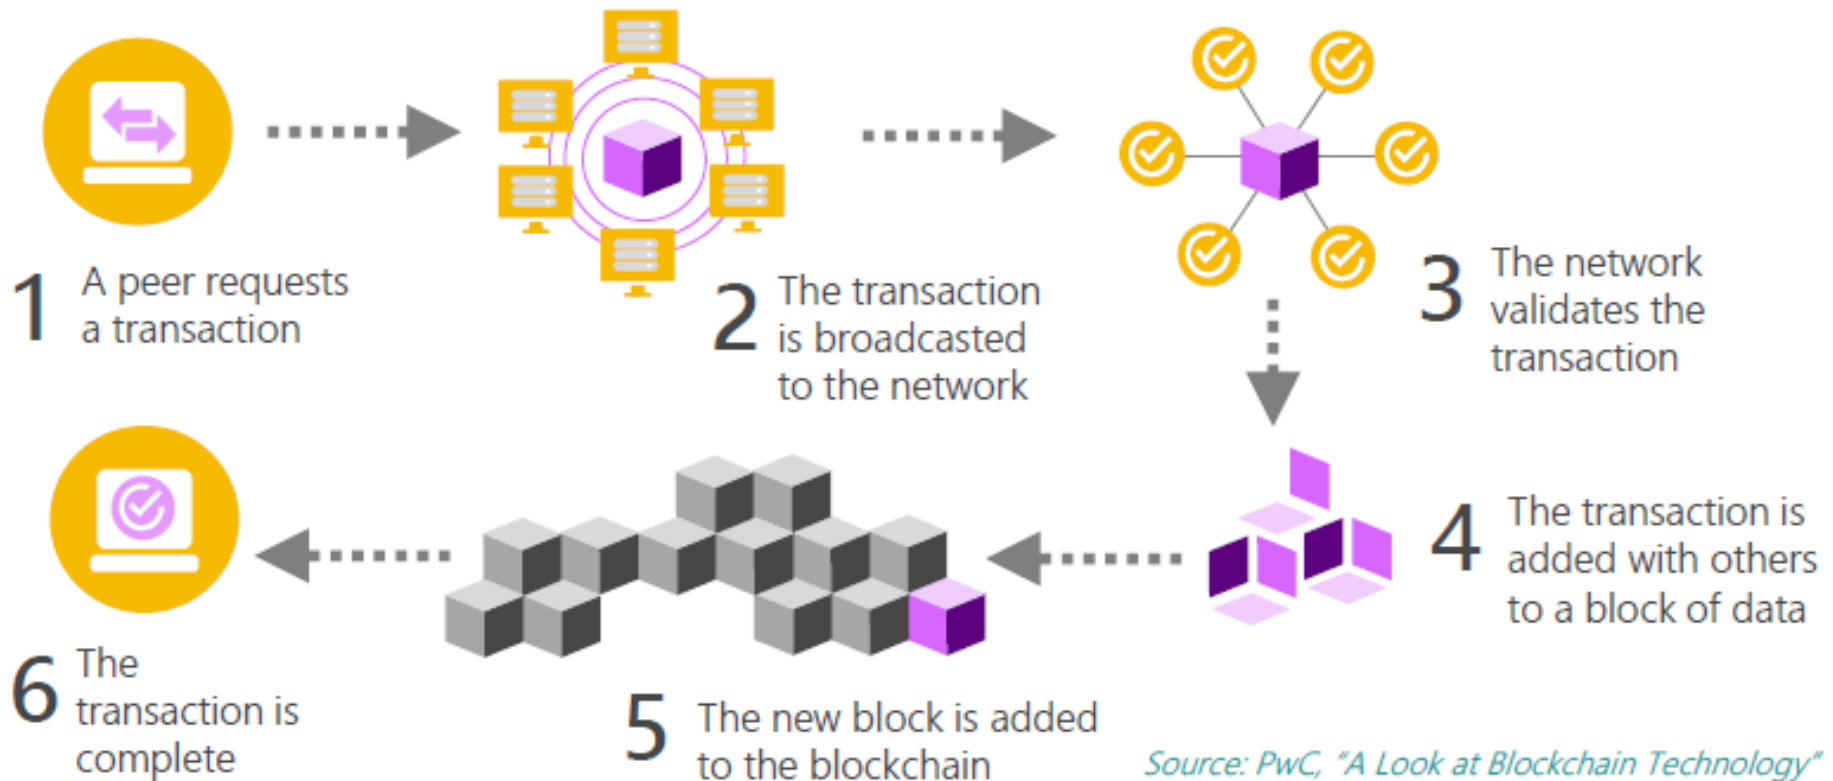 1
A peer requests
a transaction
2
The transaction
is broadcasted
to the network
3
The network
validates the
transaction
4
The transaction is
added with others
to a block of data
5
The new block is added
to the blockchain
6
The
transaction is
complete
Source: PwC, "A Look at Blockchain Technology"